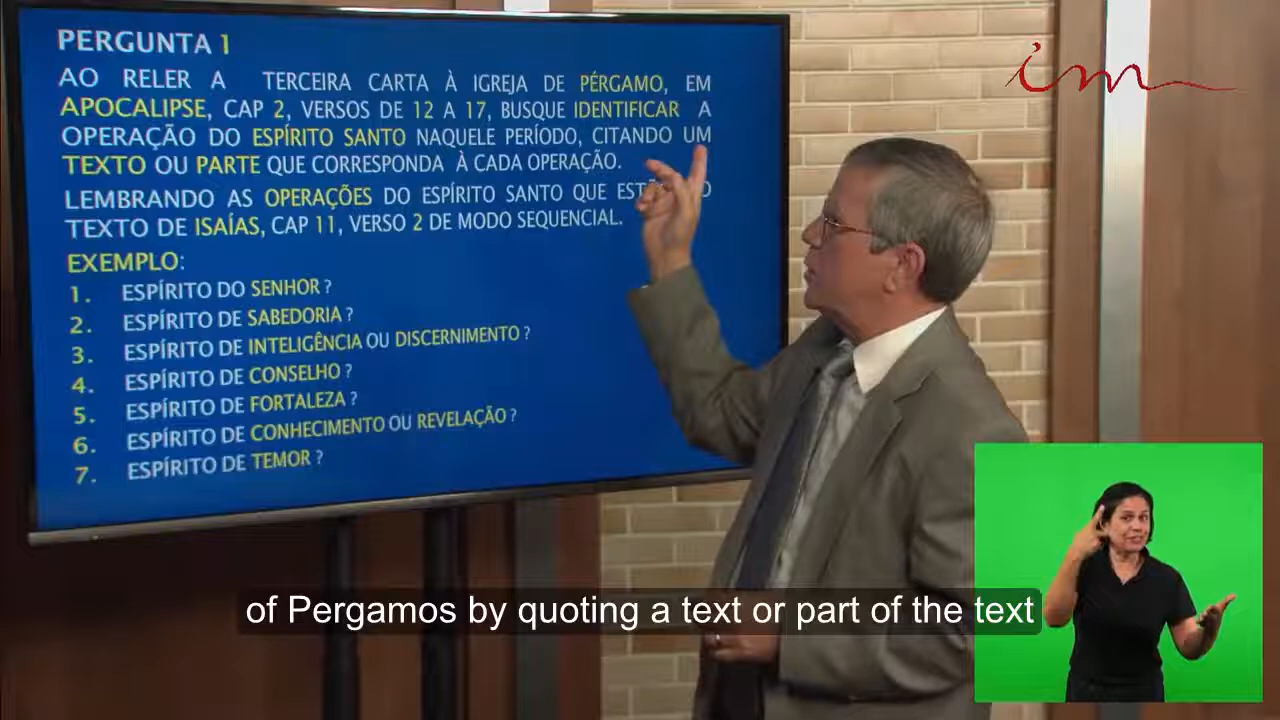 PERGUNTA 1
AO RELER A TERCEIRA CARTA À IGREJA DE PÉRGAMO, EM
APOCALIPSE, CAP 2, VERSOS DE 12 A 17, BUSQUE IDENTIFICAR A
OPERAÇÃO DO ESPÍRITO SANTO NAQUELE PERÍODO, CITANDO UM
TEXTO OU PARTE QUE CORRESPONDA À CADA OPERAÇÃO.
LEMBRANDO AS OPERAÇÕES DO ESPÍRITO SANTO QUE
TEXTO DE ISAÍAS, CAP 11, VERSO 2 DE MODO SEQUENCIAL.
EXEMPLO:
1. ESPÍRITO DO SENHOR ?
2. ESPÍRITO DE SABEDORIA ?
3. ESPÍRITO DE INTELIGÊNCIA OU DISCERNIMENTO ?
4. ESPÍRITO DE CONSELHO ?
5. ESPÍRITO DE FORTALEZA ?
6. ESPÍRITO DE CONHECIMENTO OU REVELAÇÃO ?
7. ESPÍRITO DE TEMOR ?
im
of Pergamos by quoting a text or part of the text